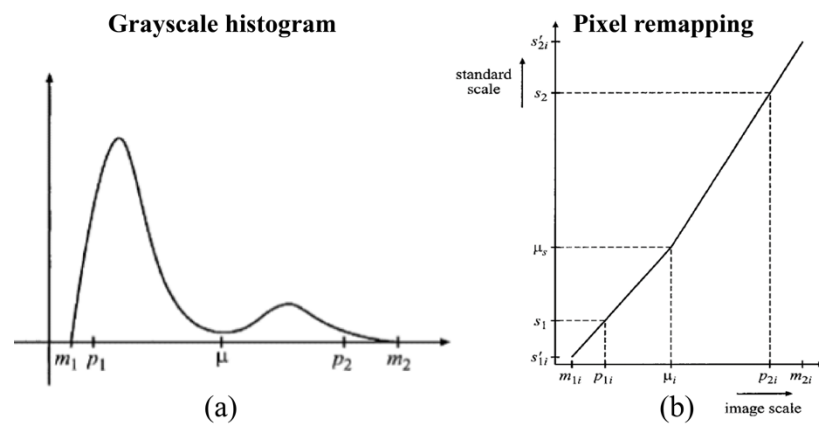 Grayscale histogram
m₁ p₁ μ p₂ m₂
(a)
Pixel remapping
standard
scale
s′₂ᵢ
s₂
μₛ
s₁
s′₁ᵢ
m₁ᵢ p₁ᵢ μᵢ p₂ᵢ m₂ᵢ
image scale
(b)